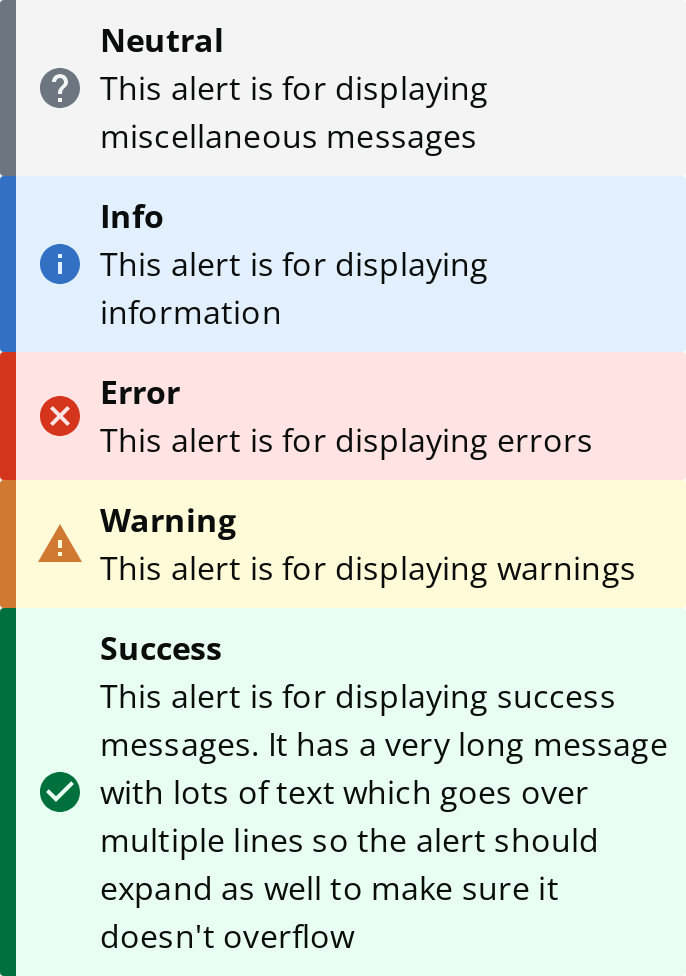 Neutral
This alert is for displaying
miscellaneous messages
Info
This alert is for displaying
information
Error
This alert is for displaying errors
Warning
This alert is for displaying warnings
Success
This alert is for displaying success
messages. It has a very long message
with lots of text which goes over
multiple lines so the alert should
expand as well to make sure it
doesn't overflow